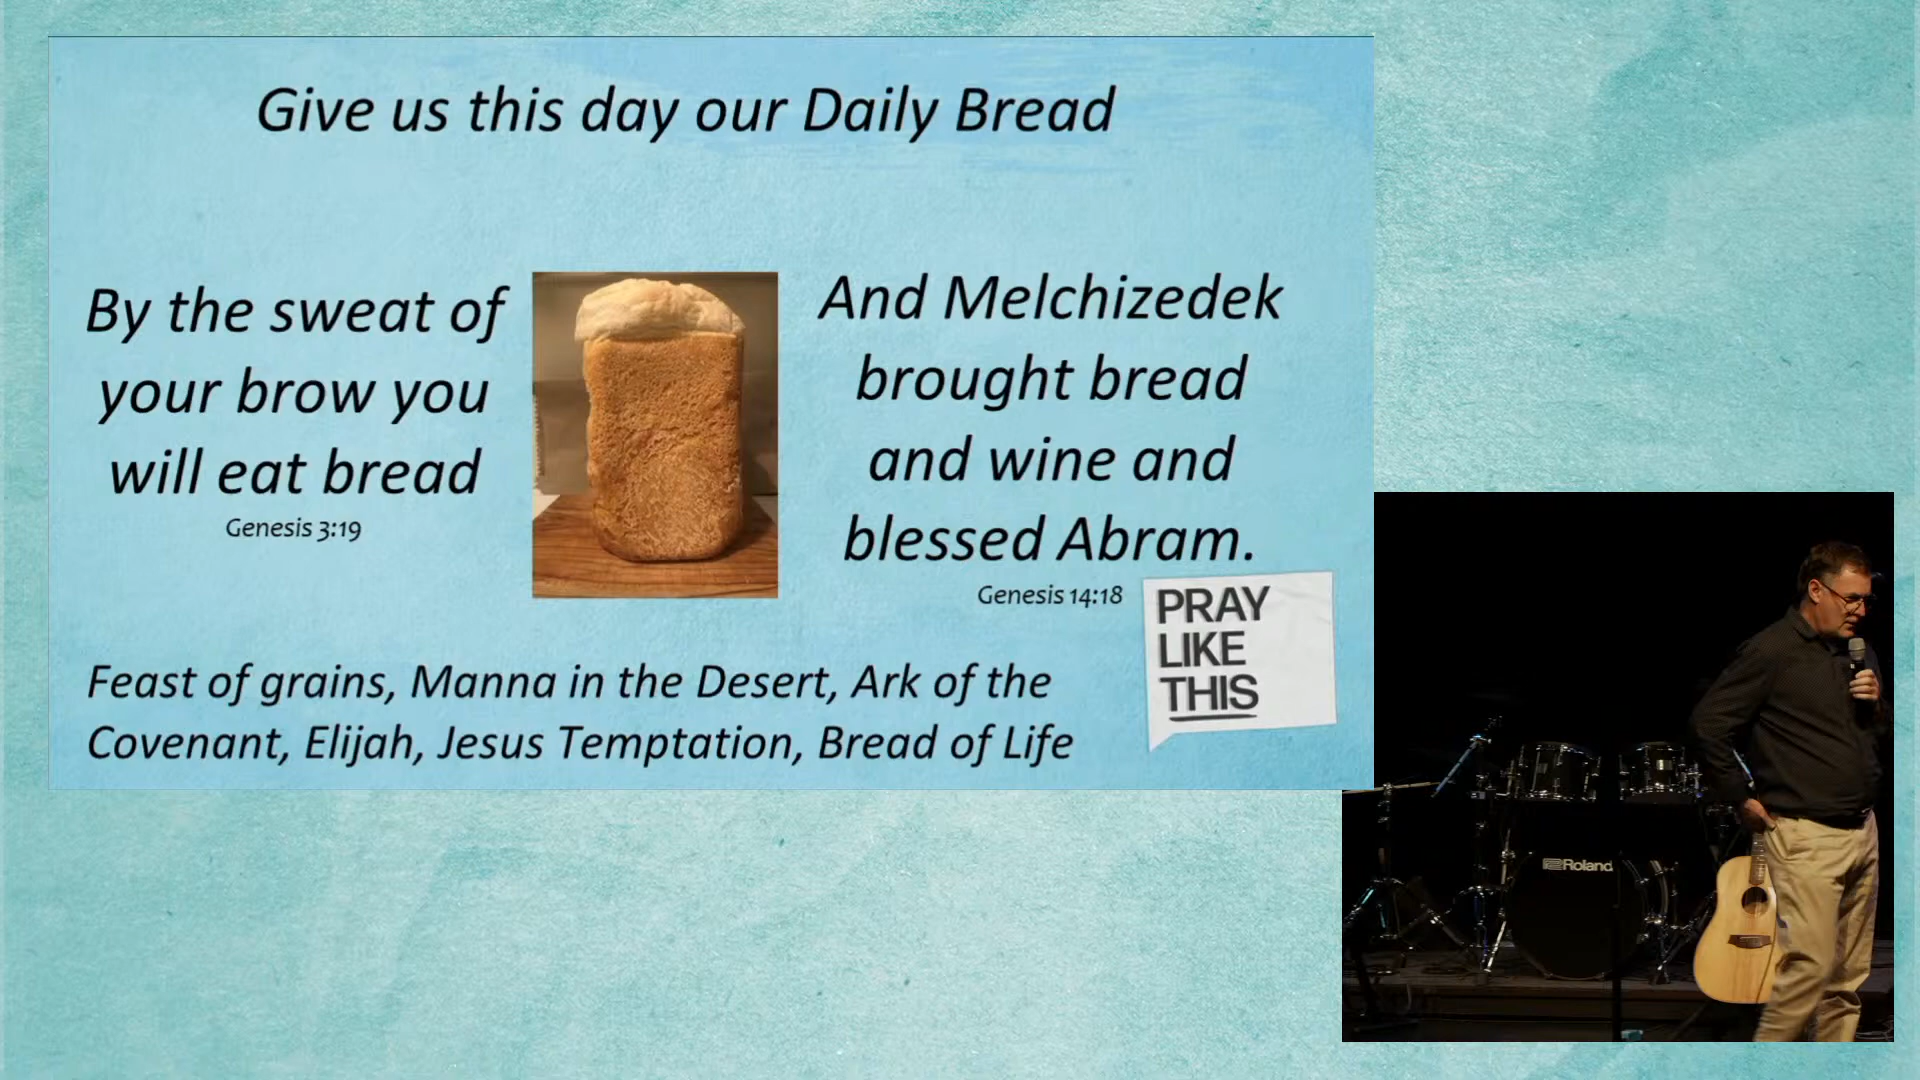 Give us this day our Daily Bread
By the sweat of
your brow you
will eat bread
Genesis 3:19
And Melchizedek
brought bread
and wine and
blessed Abram.
Genesis 14:18
Feast of grains, Manna in the Desert, Ark of the
Covenant, Elijah, Jesus Temptation, Bread of Life
PRAY
LIKE
THIS
Roland